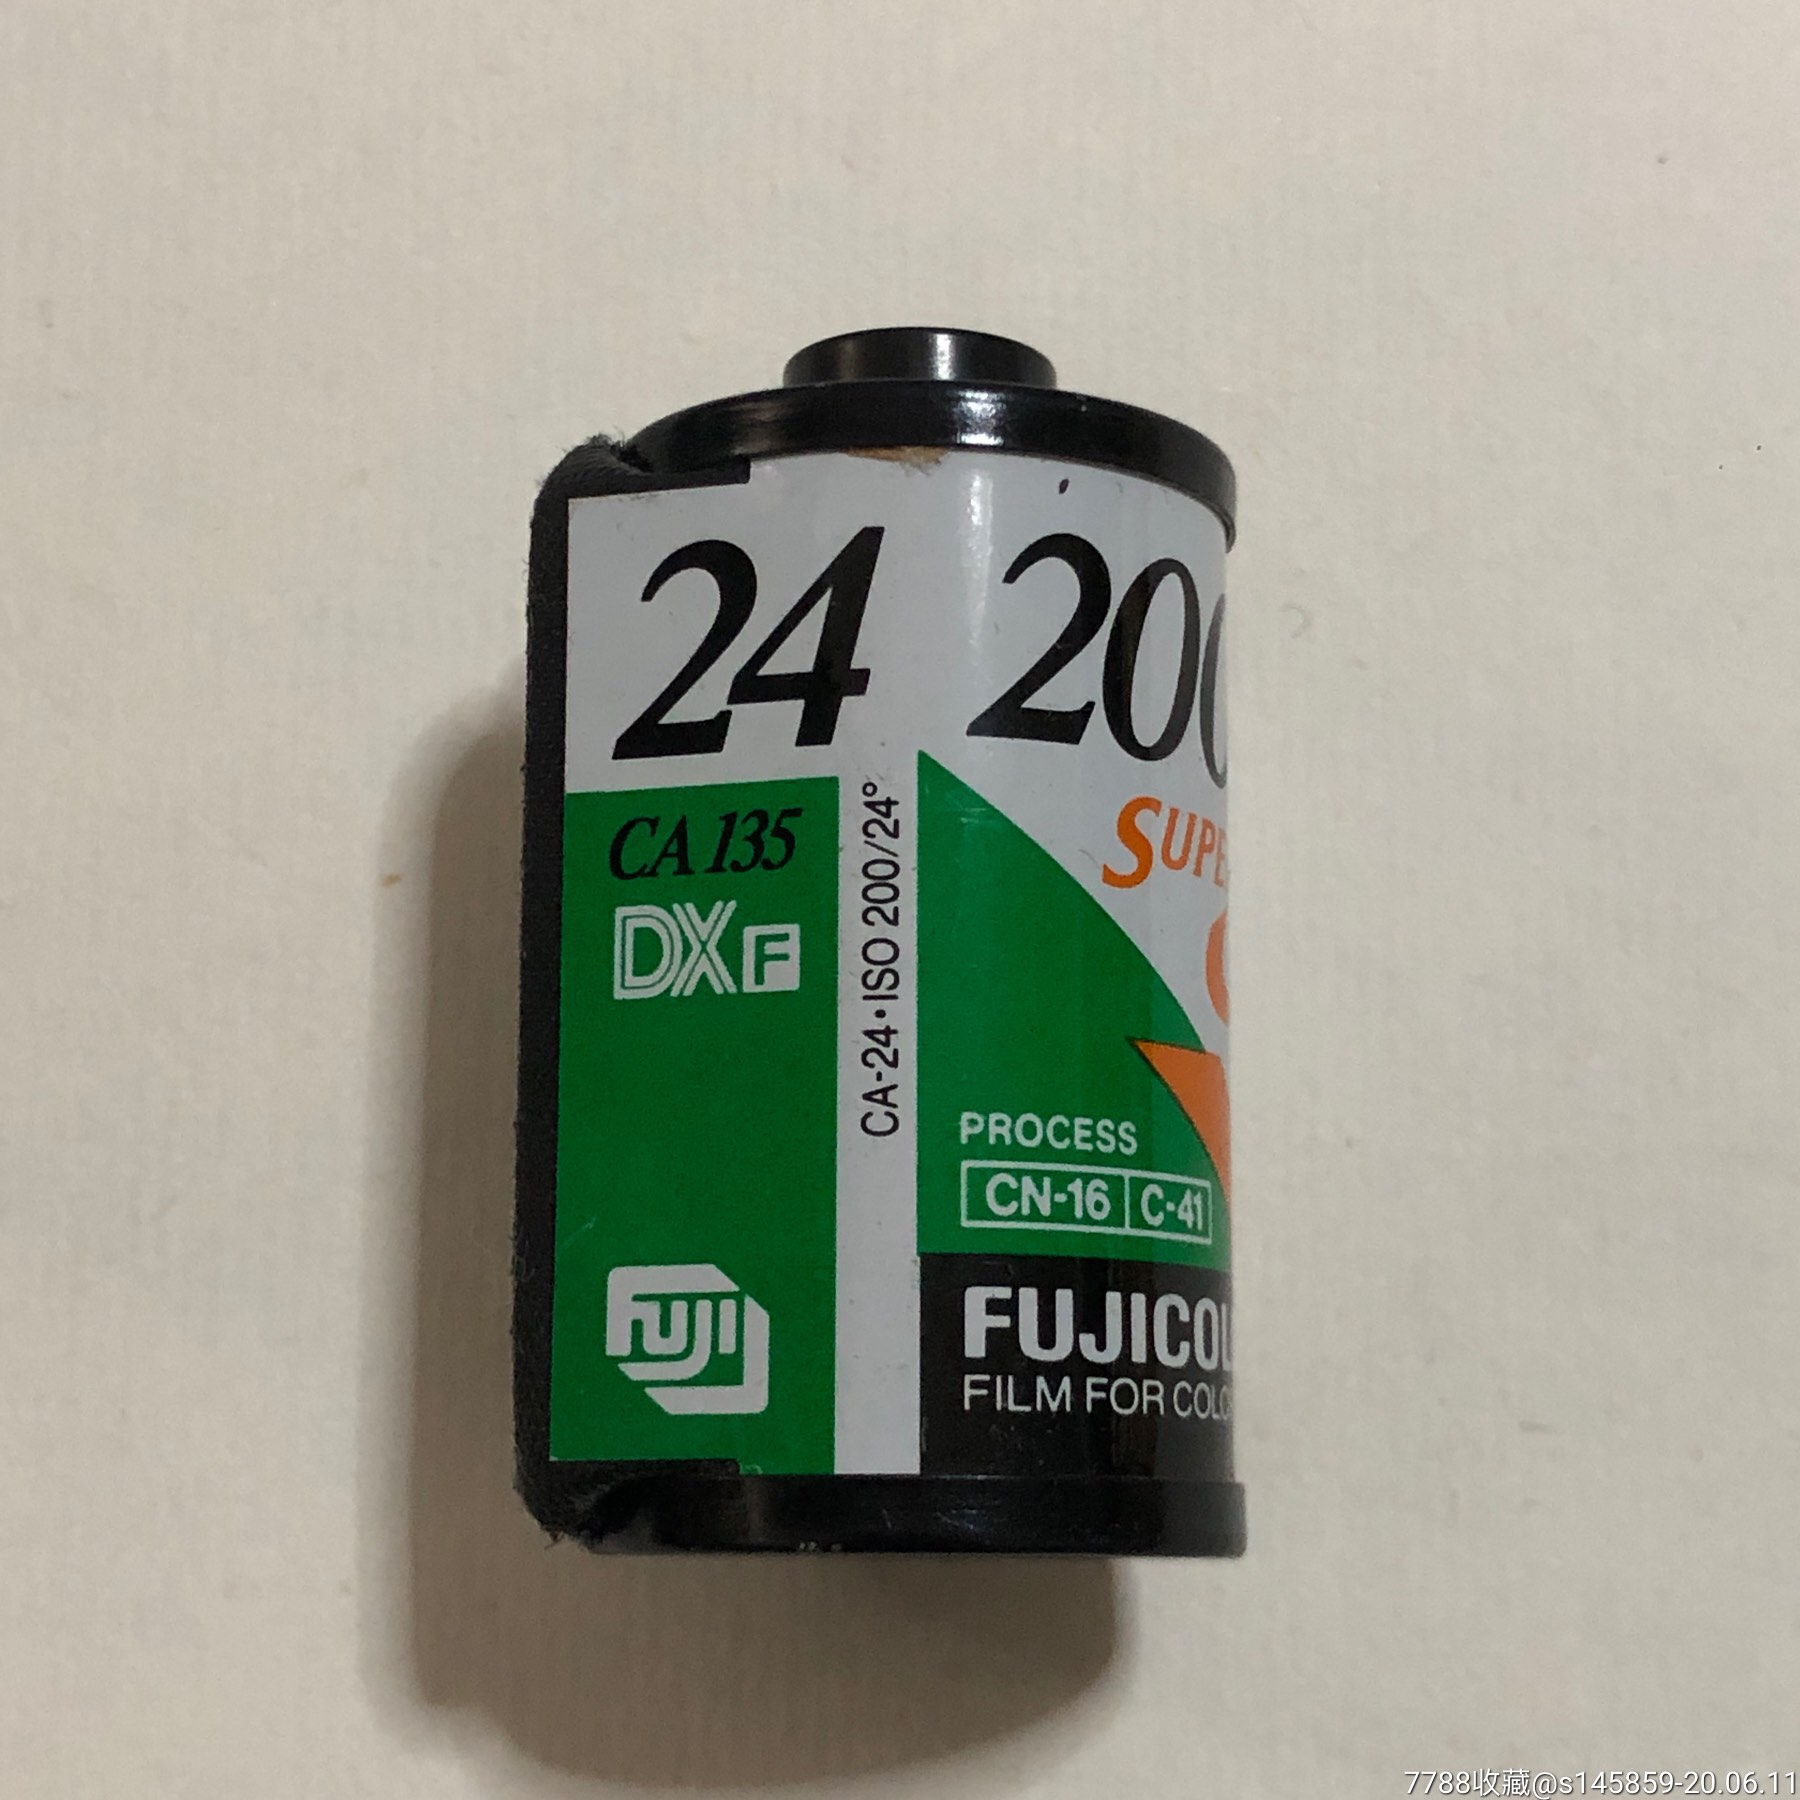 24 200
CA 135
DX F
CA-24•ISO 200/24°
SUPE
PROCESS
CN-16 C-41
FUJI
FUJICOL
FILM FOR COLO
7788收藏@s145859-20.06.11